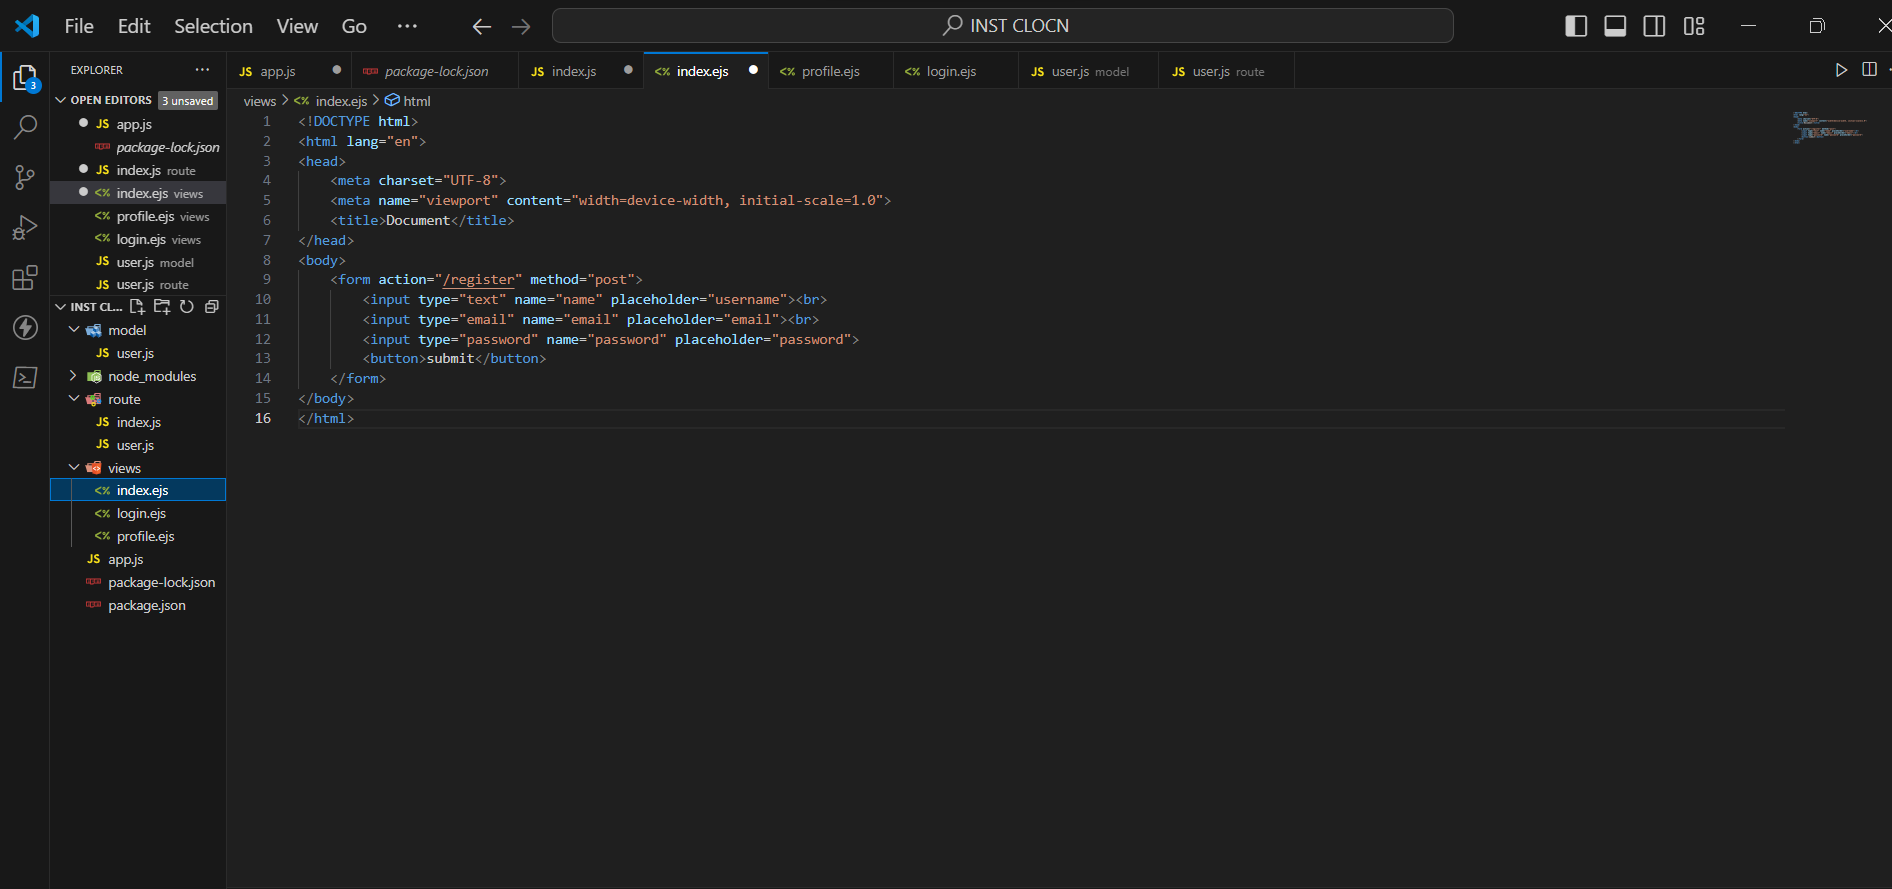 File Edit Selection View Go ···
INST CLOCN
EXPLORER ···
OPEN EDITORS 3 unsaved
JS app.js
package-lock.json
JS index.js route
<% index.ejs views
<% profile.ejs views
<% login.ejs views
JS user.js model
JS user.js route
INST CL...
model
JS user.js
node_modules
route
JS index.js
JS user.js
views
<% index.ejs
<% login.ejs
<% profile.ejs
JS app.js
package-lock.json
package.json
3
JS app.js package-lock.json JS index.js <% index.ejs <% profile.ejs <% login.ejs JS user.js model JS user.js route
views > <% index.ejs > html
1 <!DOCTYPE html>
2 <html lang="en">
3 <head>
4     <meta charset="UTF-8">
5     <meta name="viewport" content="width=device-width, initial-scale=1.0">
6     <title>Document</title>
7 </head>
8 <body>
9     <form action="/register" method="post">
10         <input type="text" name="name" placeholder="username"><br>
11         <input type="email" name="email" placeholder="email"><br>
12         <input type="password" name="password" placeholder="password">
13         <button>submit</button>
14     </form>
15 </body>
16 </html>